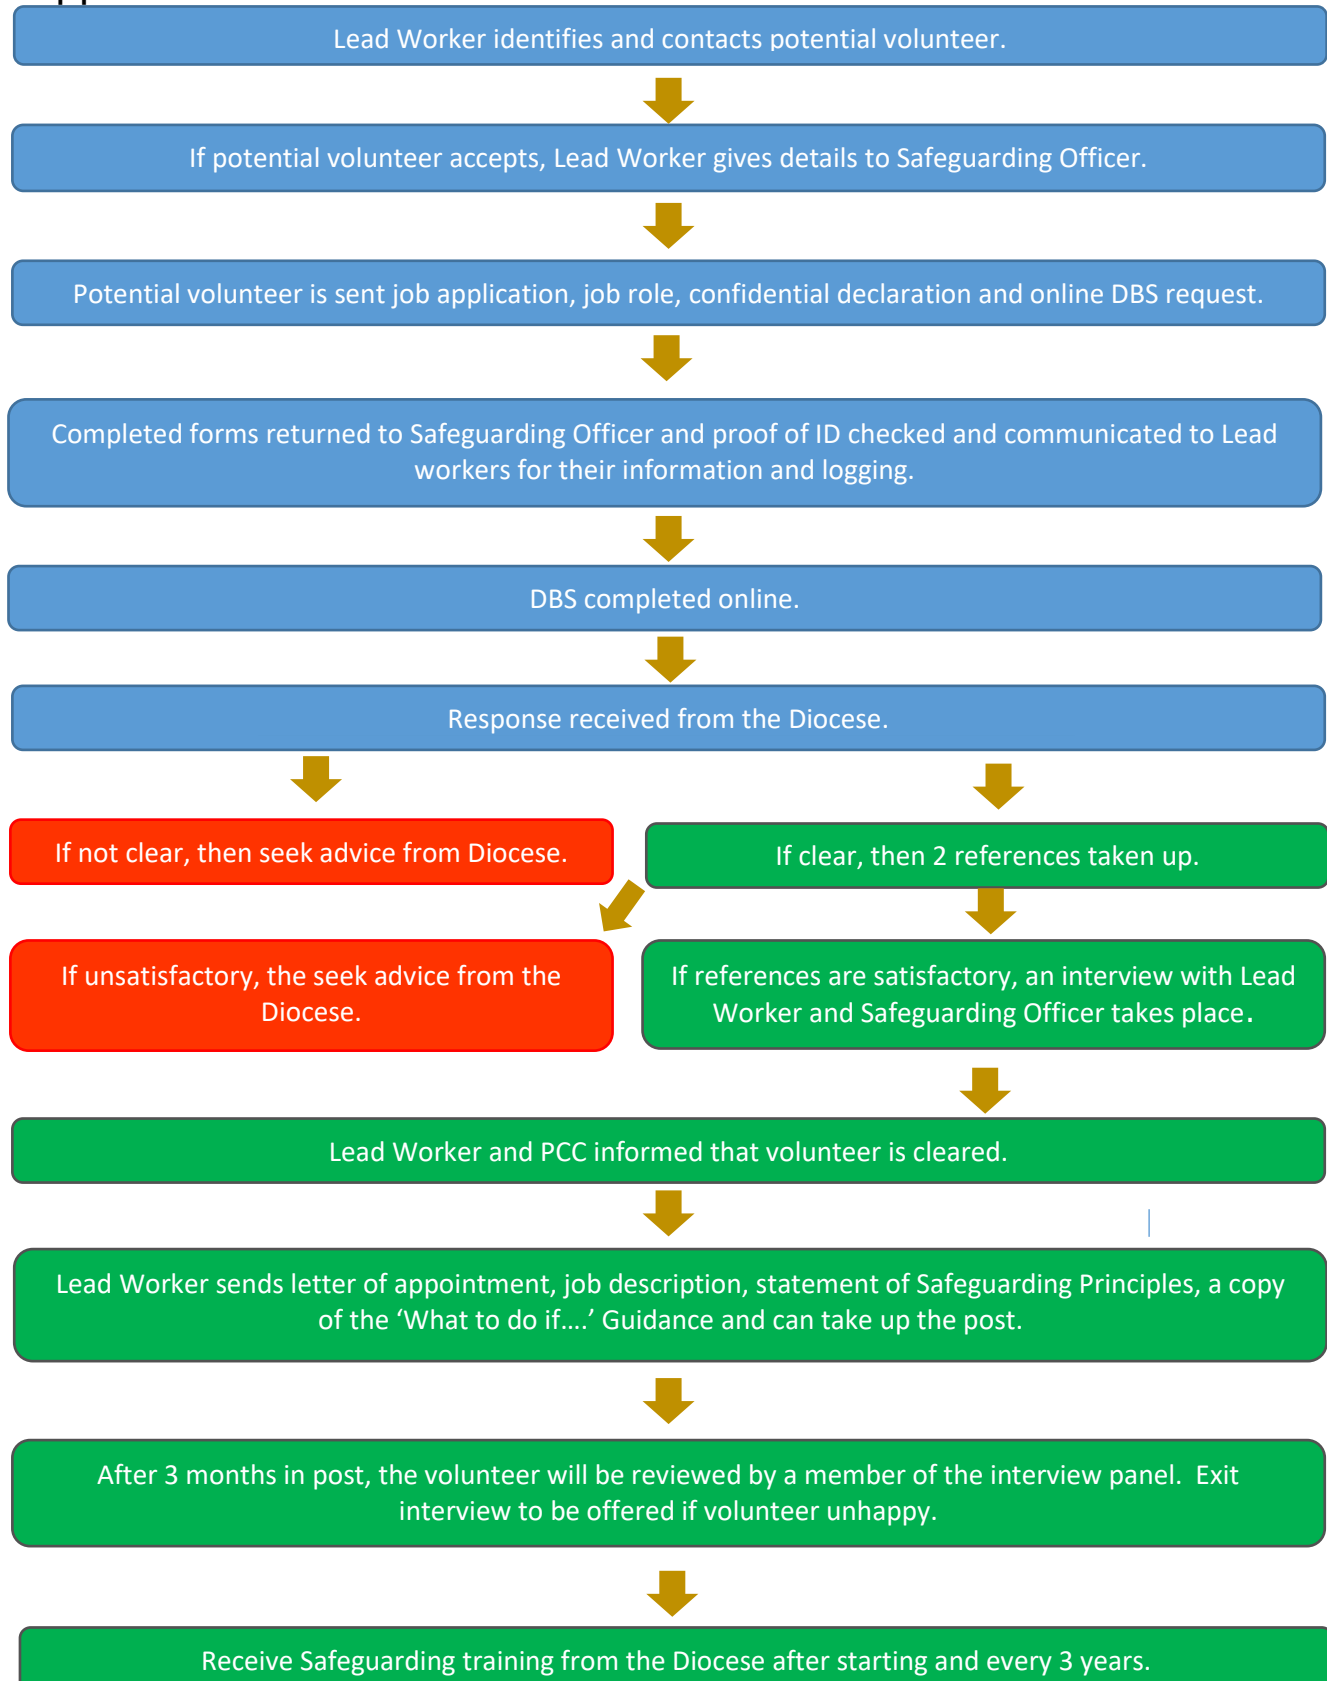 Lead Worker identifies and contacts potential volunteer.
If potential volunteer accepts, Lead Worker gives details to Safeguarding Officer.
Potential volunteer is sent job application, job role, confidential declaration and online DBS request.
Completed forms returned to Safeguarding Officer and proof of ID checked and communicated to Lead
workers for their information and logging.
DBS completed online.
Response received from the Diocese.
If not clear, then seek advice from Diocese.
If clear, then 2 references taken up.
If unsatisfactory, the seek advice from the
Diocese.
If references are satisfactory, an interview with Lead
Worker and Safeguarding Officer takes place.
Lead Worker and PCC informed that volunteer is cleared.
Lead Worker sends letter of appointment, job description, statement of Safeguarding Principles, a copy
of the ‘What to do if….’ Guidance and can take up the post.
After 3 months in post, the volunteer will be reviewed by a member of the interview panel.  Exit
interview to be offered if volunteer unhappy.
Receive Safeguarding training from the Diocese after starting and every 3 years.